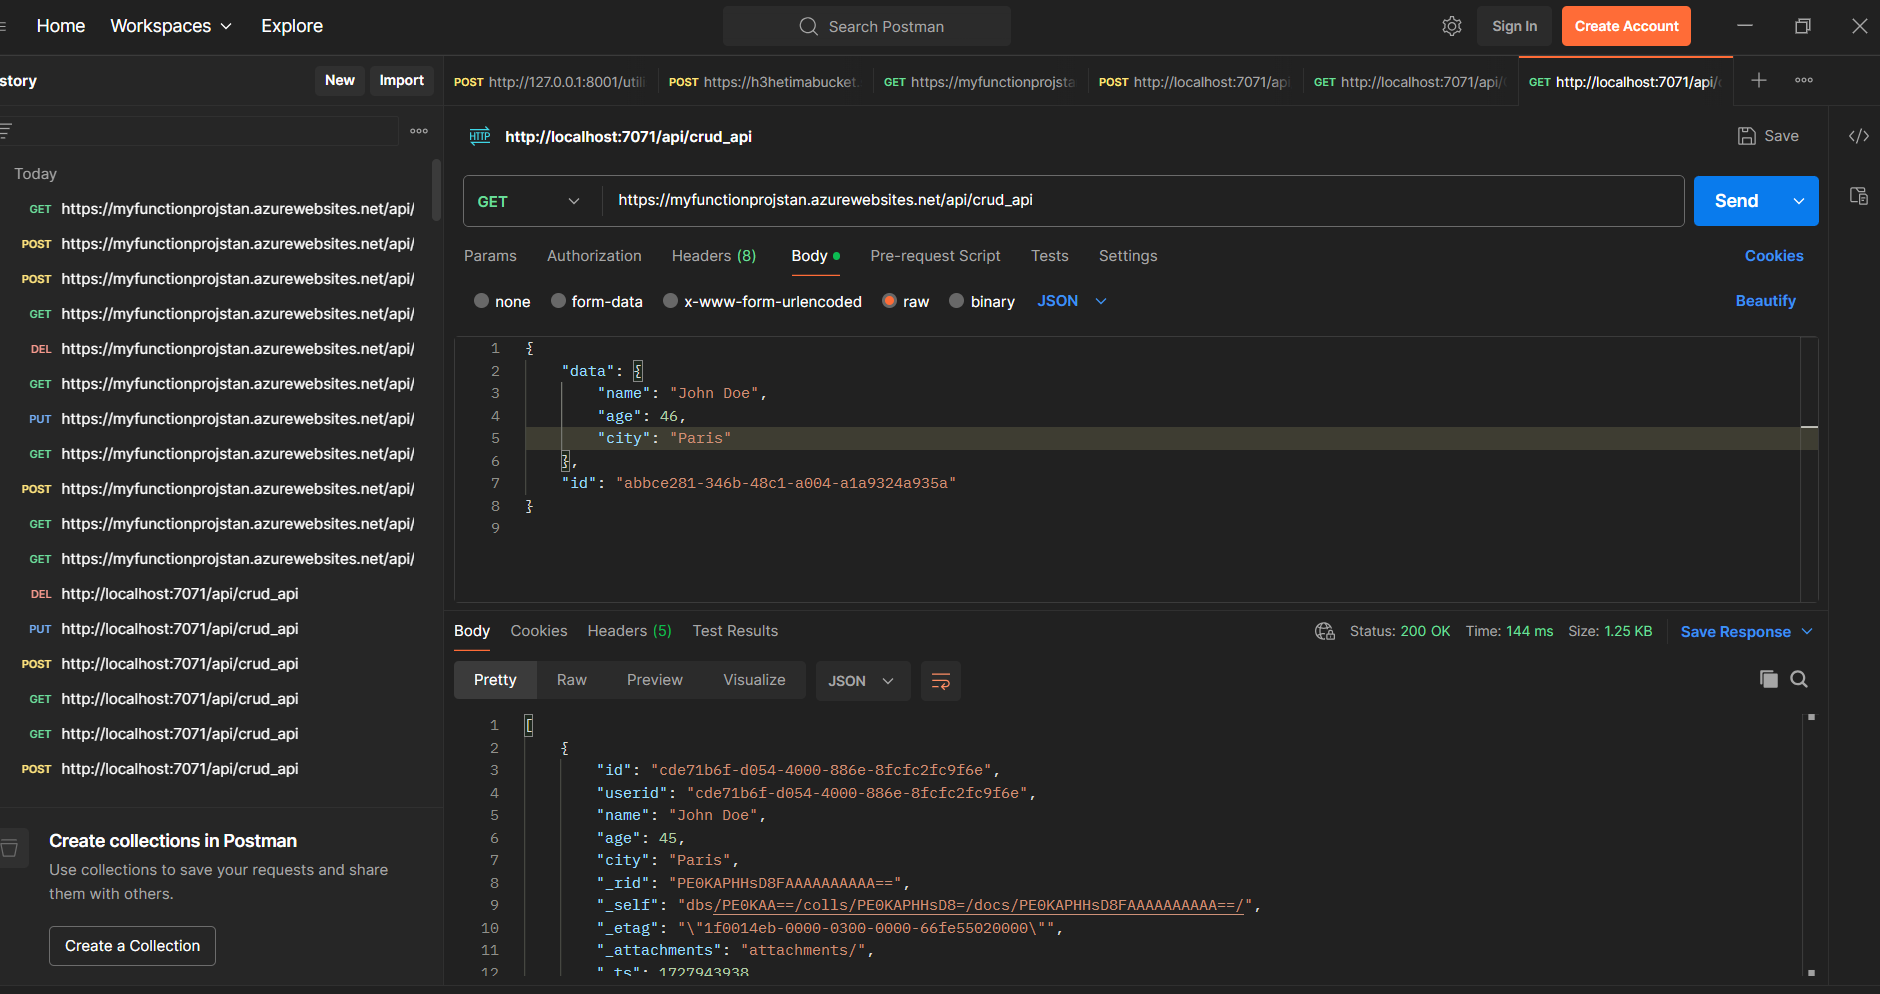 Home Workspaces Explore Search Postman Sign In Create Account
story New Import
POST http://127.0.0.1:8001/utili POST https://h3hetimabucket. GET https://myfunctionprojsta POST http://localhost:7071/api GET http://localhost:7071/api/ GET http://localhost:7071/api/
HTTP http://localhost:7071/api/crud_api Save
Today
GET https://myfunctionprojstan.azurewebsites.net/api/
POST https://myfunctionprojstan.azurewebsites.net/api/
POST https://myfunctionprojstan.azurewebsites.net/api/
GET https://myfunctionprojstan.azurewebsites.net/api/
DEL https://myfunctionprojstan.azurewebsites.net/api/
GET https://myfunctionprojstan.azurewebsites.net/api/
PUT https://myfunctionprojstan.azurewebsites.net/api/
GET https://myfunctionprojstan.azurewebsites.net/api/
POST https://myfunctionprojstan.azurewebsites.net/api/
GET https://myfunctionprojstan.azurewebsites.net/api/
GET https://myfunctionprojstan.azurewebsites.net/api/
DEL http://localhost:7071/api/crud_api
PUT http://localhost:7071/api/crud_api
POST http://localhost:7071/api/crud_api
GET http://localhost:7071/api/crud_api
GET http://localhost:7071/api/crud_api
POST http://localhost:7071/api/crud_api
Create collections in Postman
Use collections to save your requests and share
them with others.
Create a Collection
GET https://myfunctionprojstan.azurewebsites.net/api/crud_api Send
Params Authorization Headers (8) Body Pre-request Script Tests Settings Cookies
none form-data x-www-form-urlencoded raw binary JSON Beautify
1 {
2 "data": {
3 "name": "John Doe",
4 "age": 46,
5 "city": "Paris"
6 },
7 "id": "abbce281-346b-48c1-a004-a1a9324a935a"
8 }
9
Body Cookies Headers (5) Test Results Status: 200 OK Time: 144 ms Size: 1.25 KB Save Response
Pretty Raw Preview Visualize JSON
1 [
2 {
3 "id": "cde71b6f-d054-4000-886e-8fcfc2fc9f6e",
4 "userid": "cde71b6f-d054-4000-886e-8fcfc2fc9f6e",
5 "name": "John Doe",
6 "age": 45,
7 "city": "Paris",
8 "_rid": "PE0KAPHHsD8FAAAAAAAAAA==",
9 "_self": "dbs/PE0KAA==/colls/PE0KAPHHsD8=/docs/PE0KAPHHsD8FAAAAAAAAAA==/",
10 "_etag": "\"1f0014eb-0000-0300-0000-66fe55020000\"",
11 "_attachments": "attachments/",
12 "_ts": 1727943938